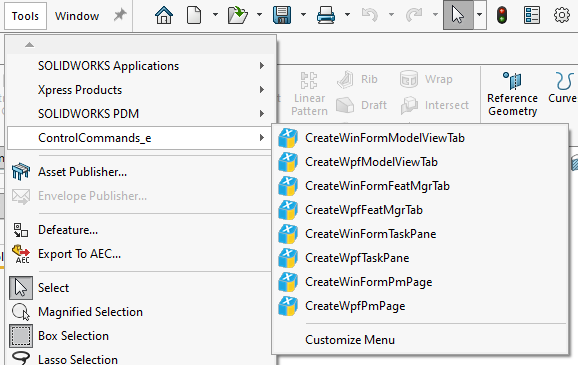 Tools
Window
SOLIDWORKS Applications
Xpress Products
SOLIDWORKS PDM
ControlCommands_e
Asset Publisher...
Envelope Publisher...
Defeature...
Export To AEC...
Select
Magnified Selection
Box Selection
Lasso Selection
Linear
Pattern
Rib
Draft
Wrap
Intersect
Reference
Geometry
Curve
CreateWinFormModelViewTab
CreateWpfModelViewTab
CreateWinFormFeatMgrTab
CreateWpfFeatMgrTab
CreateWinFormTaskPane
CreateWpfTaskPane
CreateWinFormPmPage
CreateWpfPmPage
Customize Menu
AEC